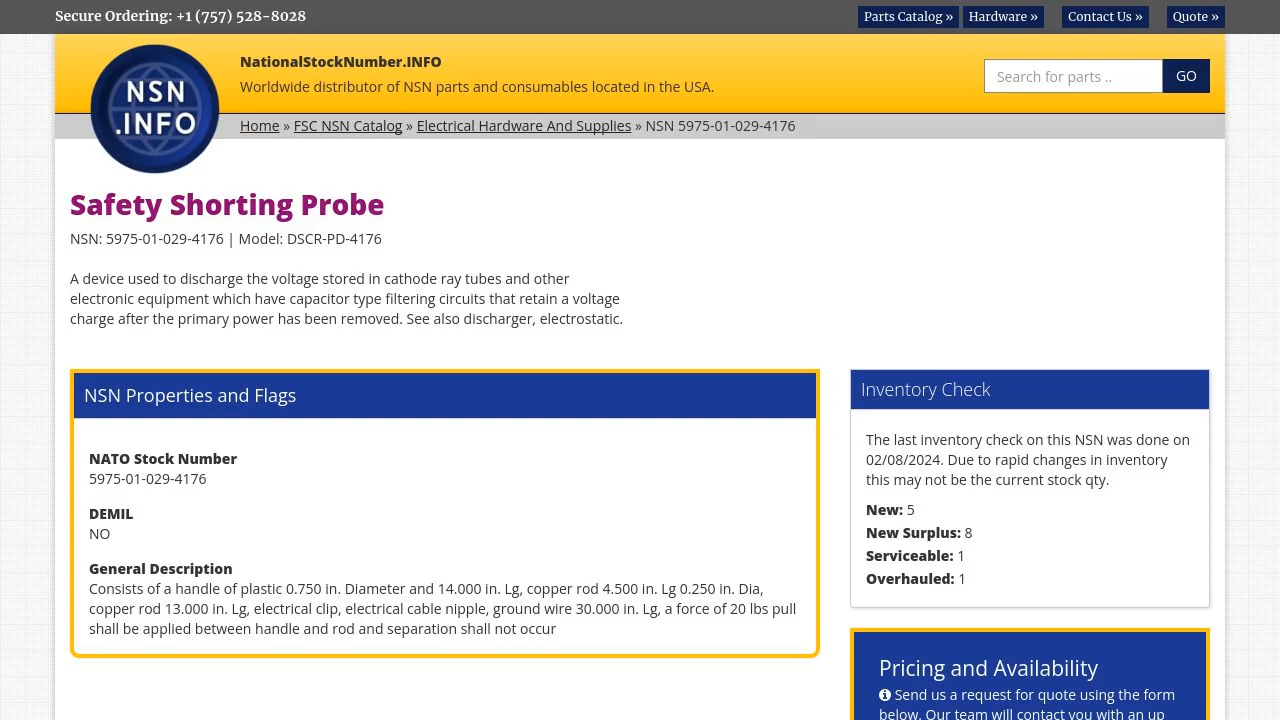 Secure Ordering: +1 (757) 528-8028
Parts Catalog »
Hardware »
Contact Us »
Quote »
NSN
.INFO
NationalStockNumber.INFO
Worldwide distributor of NSN parts and consumables located in the USA.
Search for parts ..
GO
Home » FSC NSN Catalog » Electrical Hardware And Supplies » NSN 5975-01-029-4176
Safety Shorting Probe
NSN: 5975-01-029-4176 | Model: DSCR-PD-4176
A device used to discharge the voltage stored in cathode ray tubes and other
electronic equipment which have capacitor type filtering circuits that retain a voltage
charge after the primary power has been removed. See also discharger, electrostatic.
NSN Properties and Flags
NATO Stock Number
5975-01-029-4176
DEMIL
NO
General Description
Consists of a handle of plastic 0.750 in. Diameter and 14.000 in. Lg, copper rod 4.500 in. Lg 0.250 in. Dia,
copper rod 13.000 in. Lg, electrical clip, electrical cable nipple, ground wire 30.000 in. Lg, a force of 20 lbs pull
shall be applied between handle and rod and separation shall not occur
Inventory Check
The last inventory check on this NSN was done on
02/08/2024. Due to rapid changes in inventory
this may not be the current stock qty.
New: 5
New Surplus: 8
Serviceable: 1
Overhauled: 1
Pricing and Availability
Send us a request for quote using the form
below. Our team will contact you with an up